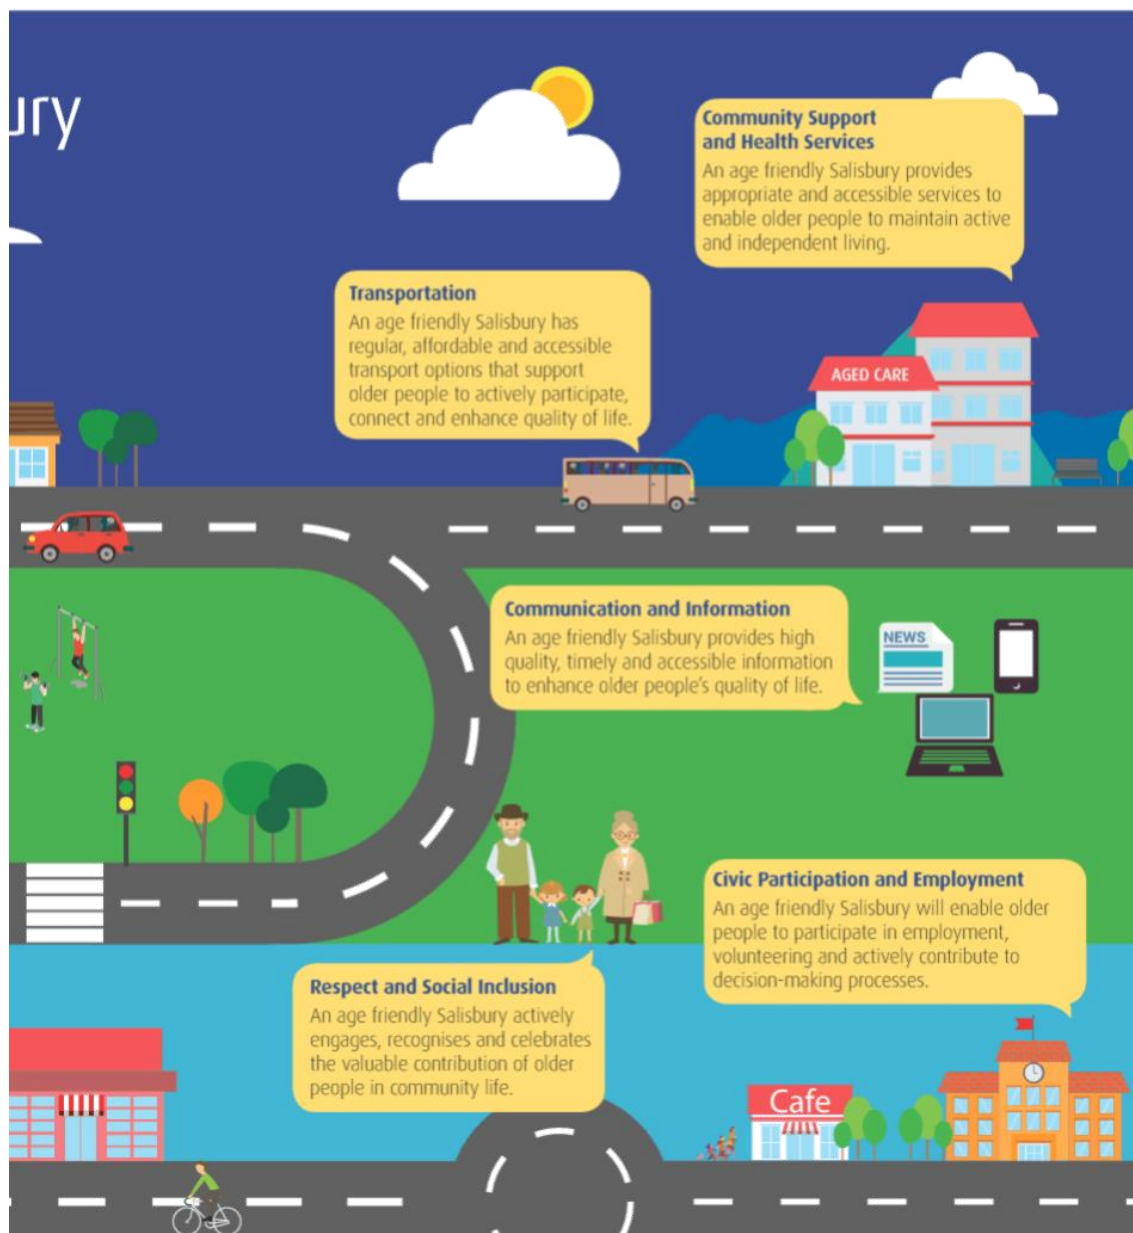 ury
Community Support
and Health Services
An age friendly Salisbury provides
appropriate and accessible services to
enable older people to maintain active
and independent living.
Transportation
An age friendly Salisbury has
regular, affordable and accessible
transport options that support
older people to actively participate,
connect and enhance quality of life.
AGED CARE
Communication and Information
An age friendly Salisbury provides high
quality, timely and accessible information
to enhance older people's quality of life.
NEWS
Civic Participation and Employment
An age friendly Salisbury will enable older
people to participate in employment,
volunteering and actively contribute to
decision-making processes.
Respect and Social Inclusion
An age friendly Salisbury actively
engages, recognises and celebrates
the valuable contribution of older
people in community life.
Cafe